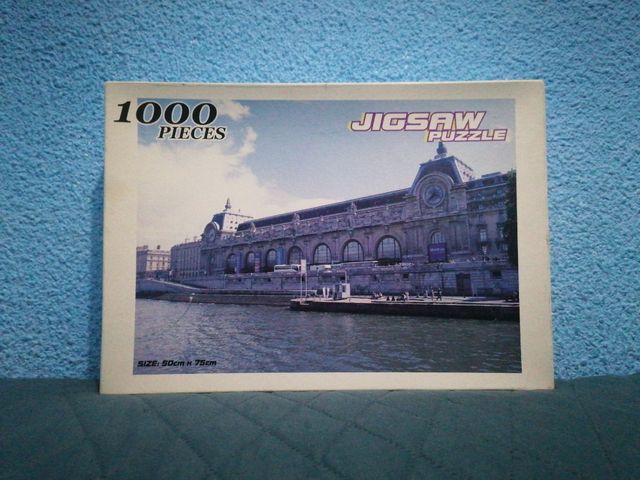 1000
PIECES
JIGSAW
PUZZLE
SIZE: 50cm x 75cm